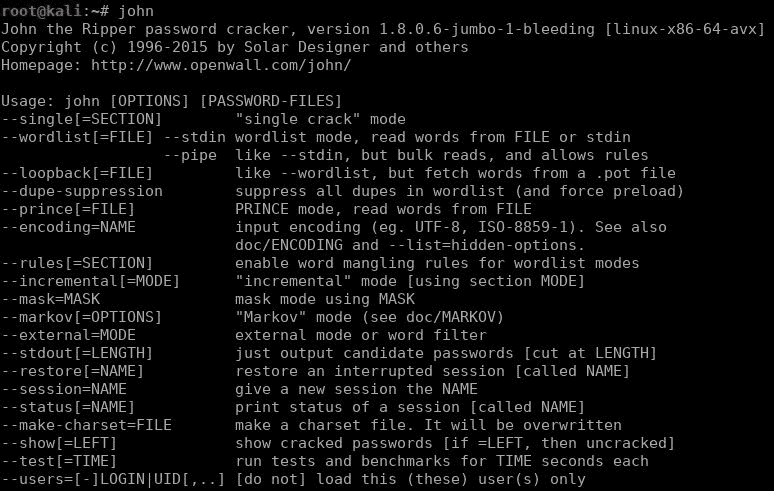 root@kali:~# john
John the Ripper password cracker, version 1.8.0.6-jumbo-1-bleeding [linux-x86-64-avx]
Copyright (c) 1996-2015 by Solar Designer and others
Homepage: http://www.openwall.com/john/

Usage: john [OPTIONS] [PASSWORD-FILES]
--single[=SECTION]        "single crack" mode
--wordlist[=FILE] --stdin wordlist mode, read words from FILE or stdin
                  --pipe  like --stdin, but bulk reads, and allows rules
--loopback[=FILE]         like --wordlist, but fetch words from a .pot file
--dupe-suppression        suppress all dupes in wordlist (and force preload)
--prince[=FILE]           PRINCE mode, read words from FILE
--encoding=NAME           input encoding (eg. UTF-8, ISO-8859-1). See also
                          doc/ENCODING and --list=hidden-options.
--rules[=SECTION]         enable word mangling rules for wordlist modes
--incremental[=MODE]      "incremental" mode [using section MODE]
--mask=MASK               mask mode using MASK
--markov[=OPTIONS]        "Markov" mode (see doc/MARKOV)
--external=MODE           external mode or word filter
--stdout[=LENGTH]         just output candidate passwords [cut at LENGTH]
--restore[=NAME]          restore an interrupted session [called NAME]
--session=NAME            give a new session the NAME
--status[=NAME]           print status of a session [called NAME]
--make-charset=FILE       make a charset file. It will be overwritten
--show[=LEFT]             show cracked passwords [if =LEFT, then uncracked]
--test[=TIME]             run tests and benchmarks for TIME seconds each
--users=[-]LOGIN|UID[,..] [do not] load this (these) user(s) only